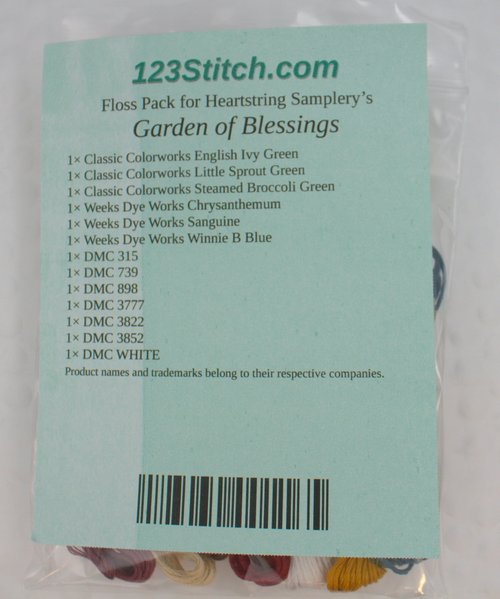 123Stitch.com
Floss Pack for Heartstring Samplery's
Garden of Blessings
1× Classic Colorworks English Ivy Green
1× Classic Colorworks Little Sprout Green
1× Classic Colorworks Steamed Broccoli Green
1× Weeks Dye Works Chrysanthemum
1× Weeks Dye Works Sanguine
1× Weeks Dye Works Winnie B Blue
1× DMC 315
1× DMC 739
1× DMC 898
1× DMC 3777
1× DMC 3822
1× DMC 3852
1× DMC WHITE
Product names and trademarks belong to their respective companies.